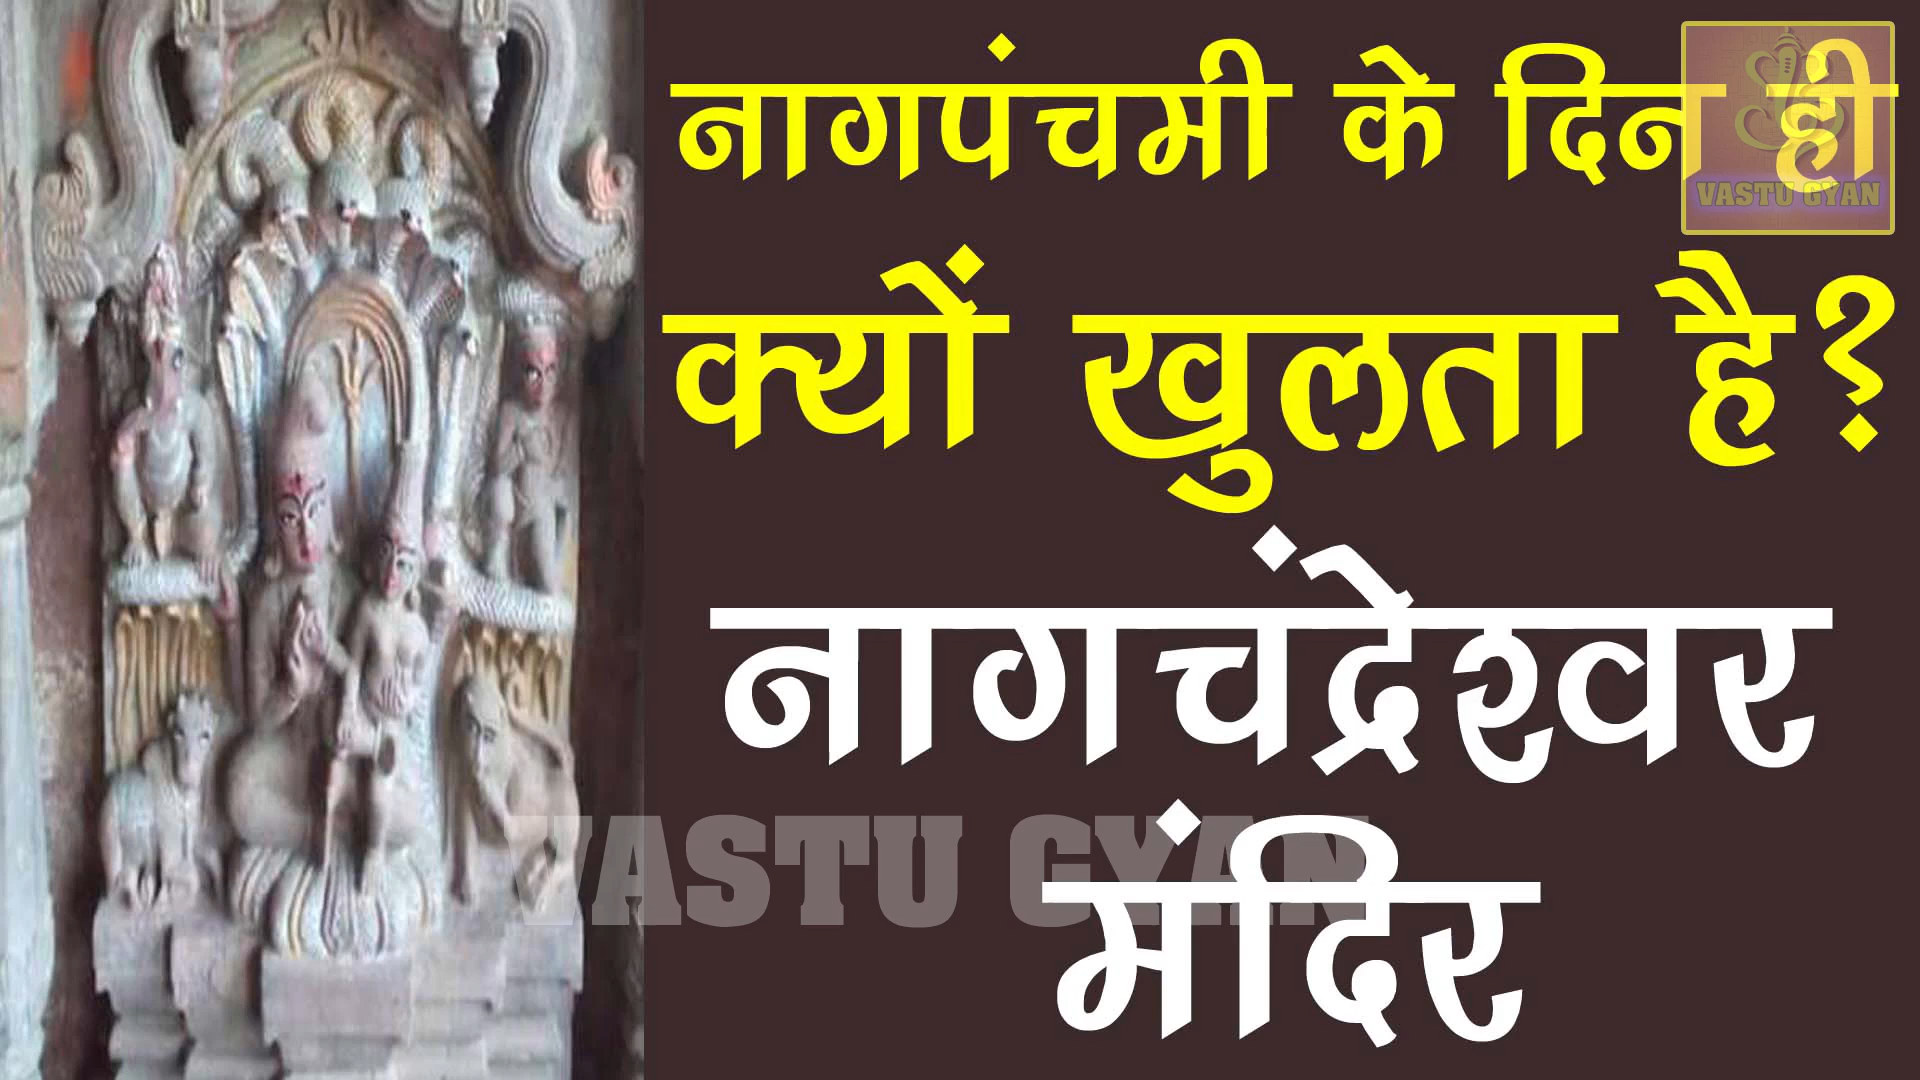 नागपंचमी के दिन ही
VASTU GYAN
क्यों खुलता है?
नागचंद्रेश्वर
VASTU GYAN
मंदिर